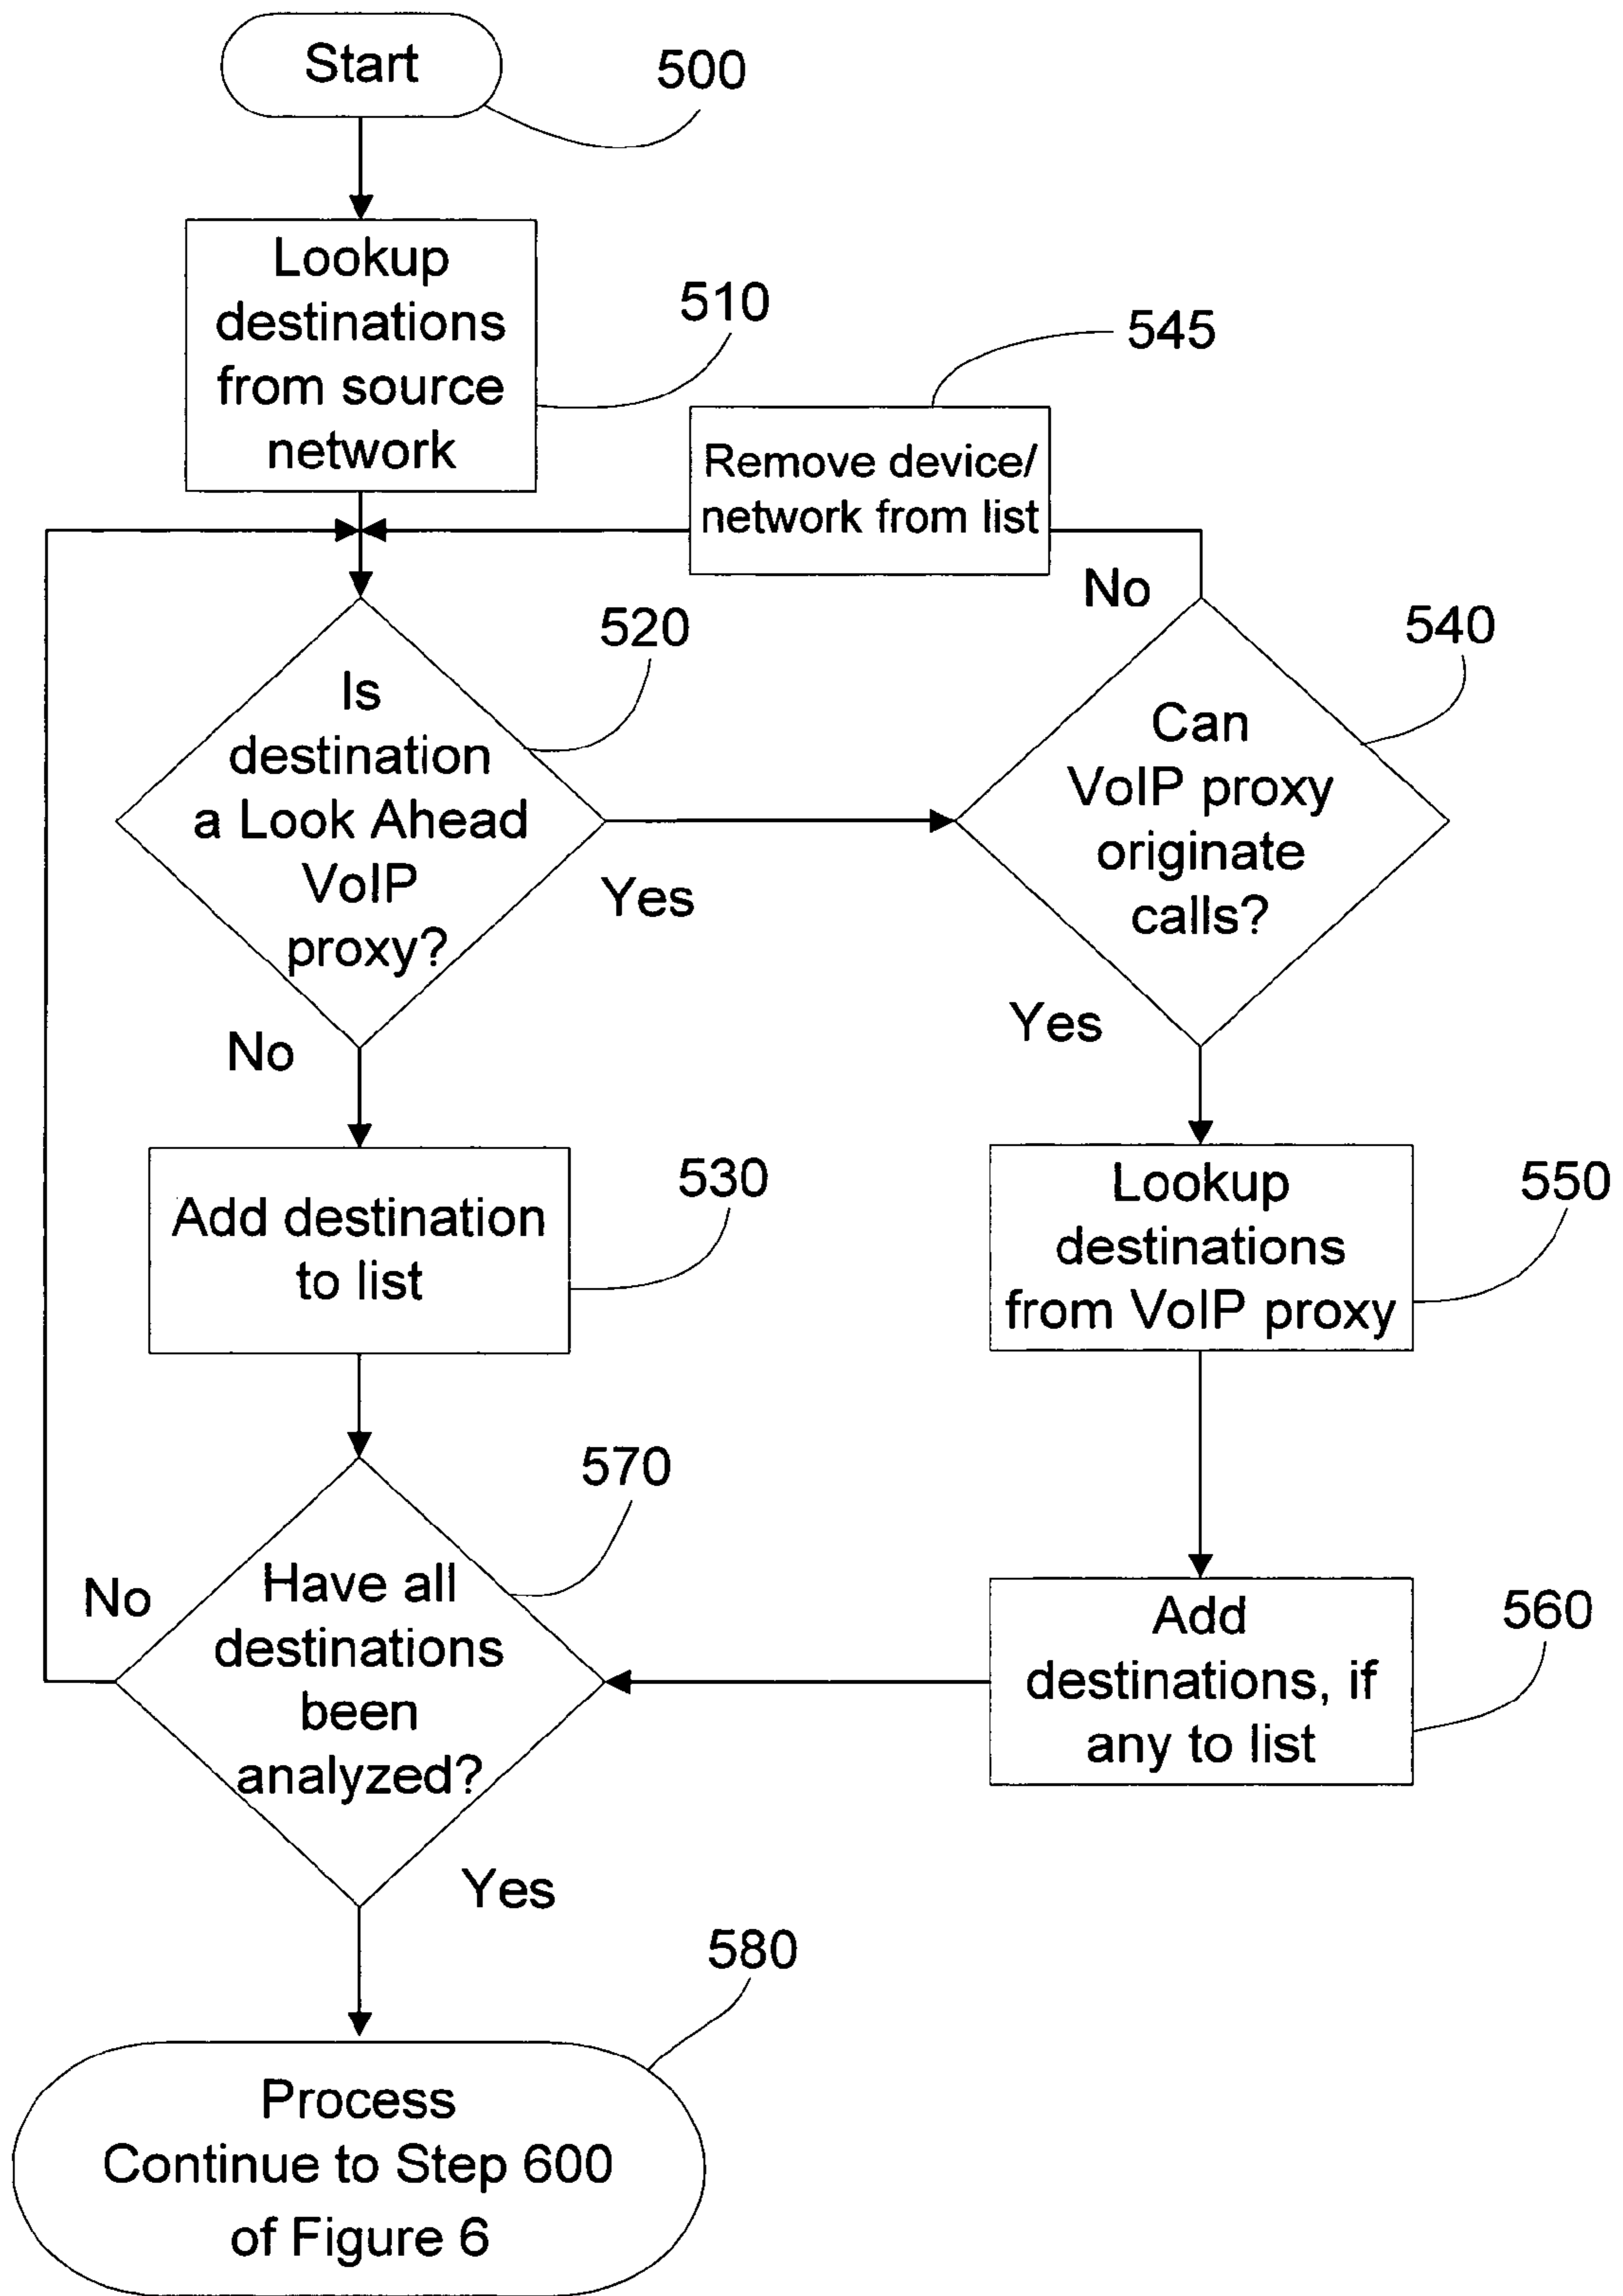 Start
500
Lookup
destinations
from source
network
510
545
Remove device/
network from list
No
520
540
Is
destination
a Look Ahead
VoIP
proxy?
Yes
Can
VoIP proxy
originate
calls?
No
Yes
Add destination
to list
530
Lookup
destinations
from VoIP proxy
550
570
No
Have all
destinations
been
analyzed?
Add
destinations, if
any to list
560
Yes
580
Process
Continue to Step 600
of Figure 6